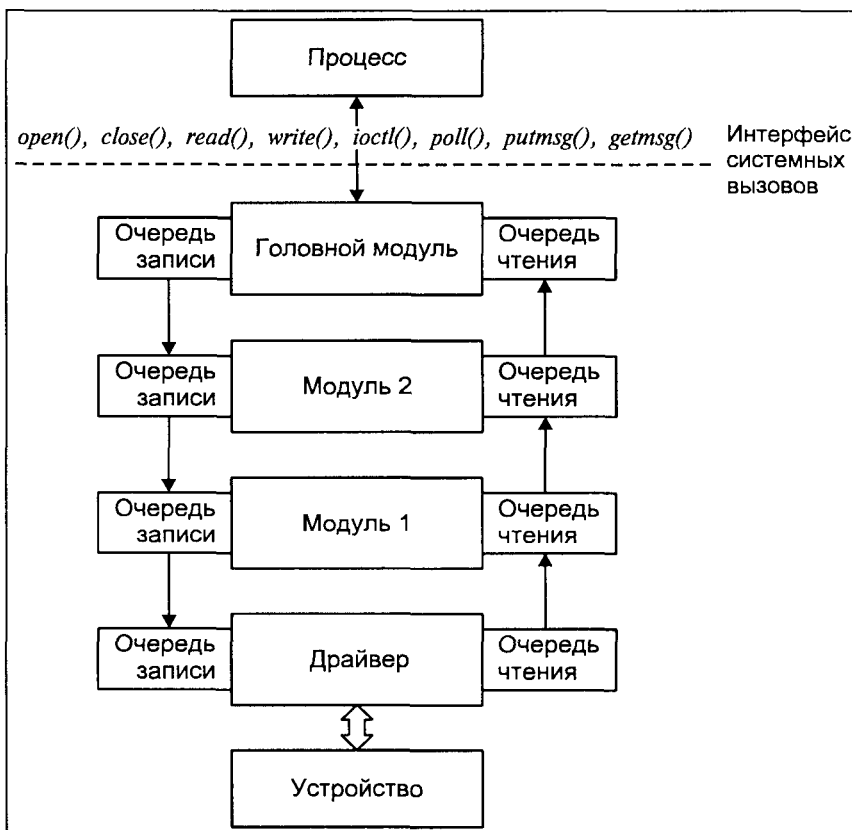 Процесс
open(), close(), read(), write(), ioctl(), poll(), putmsg(), getmsg()
Интерфейс
системных
вызовов
Очередь
записи
Головной модуль
Очередь
чтения
Очередь
записи
Модуль 2
Очередь
чтения
Очередь
записи
Модуль 1
Очередь
чтения
Очередь
записи
Драйвер
Очередь
чтения
Устройство